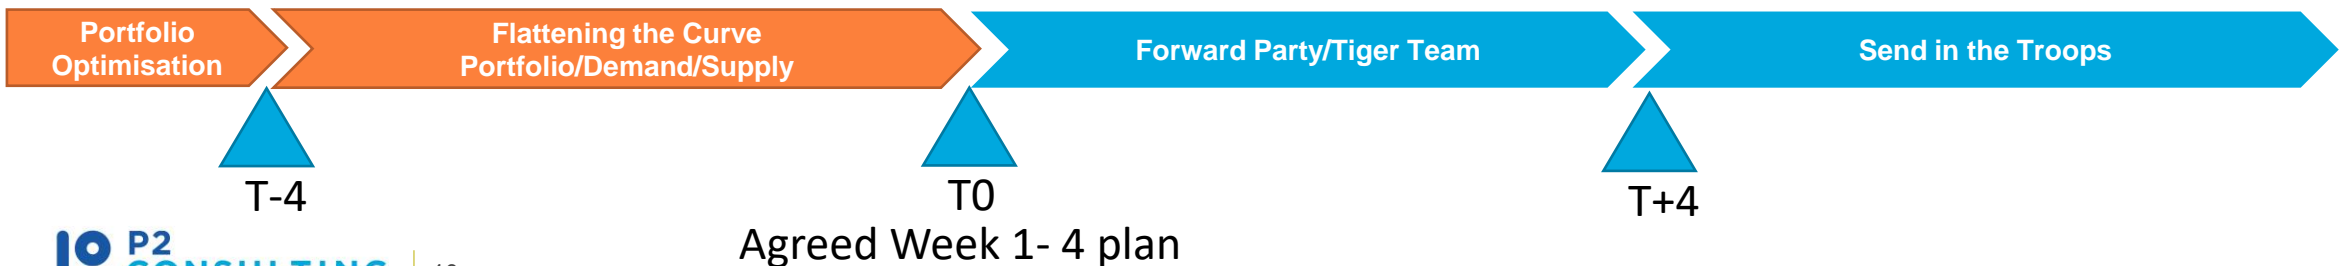 Portfolio
Optimisation
Flattening the Curve
Portfolio/Demand/Supply
Forward Party/Tiger Team
Send in the Troops
T-4
T0
T+4
Agreed Week 1- 4 plan
P2
CONSULTING